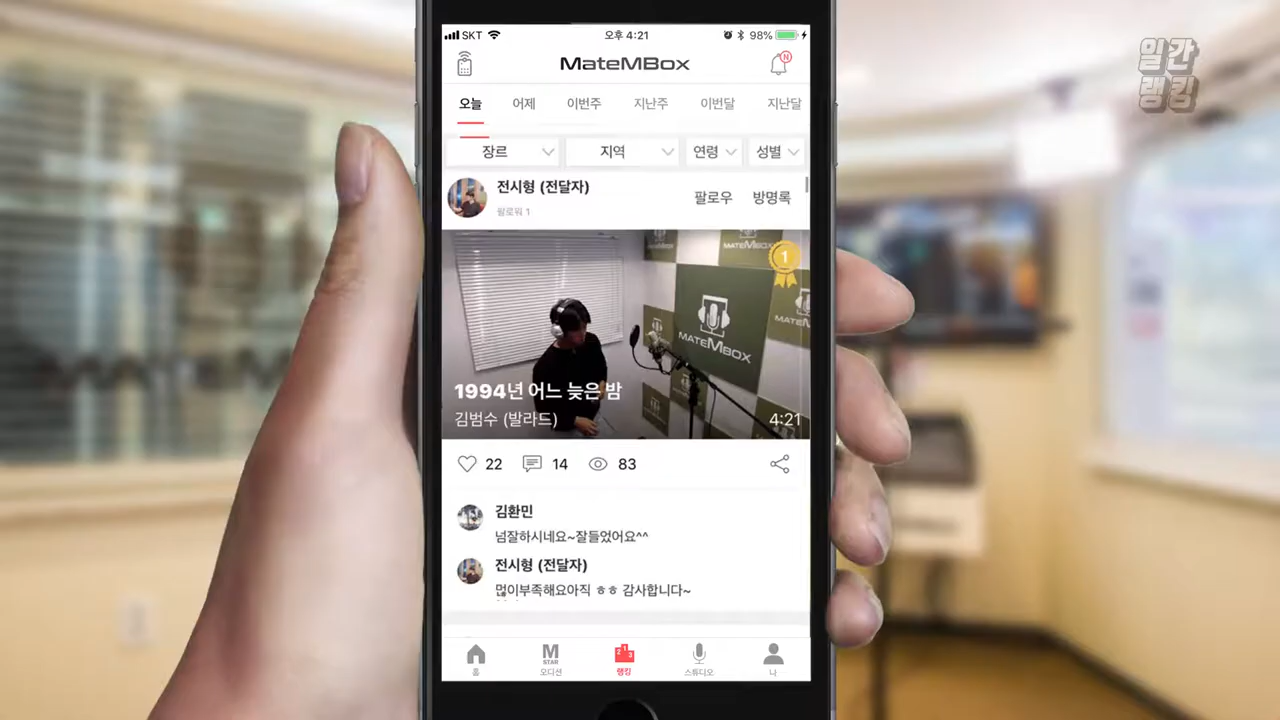 일간
랭킹
SKT 오후 4:21 98%
MateMBox N
오늘 어제 이번주 지난주 이번달 지난달
장르 지역 연령 성별
전시형 (전달자) 팔로우 방명록
팔로워 1
MATEMBOX
1
MATEMBOX
1994년 어느 늦은 밤
김범수 (발라드) 4:21
22 14 83
김환민
넘잘하시네요~잘들었어요^^
전시형 (전달자)
멀이부족해요아직 ㅎㅎ 감사합니다~
M
STAR
1 2 3
홈 오디션 랭킹 스튜디오 나